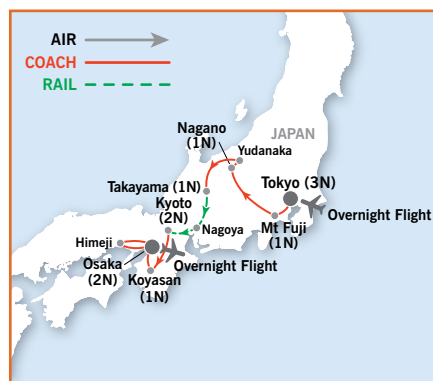 AIR
COACH
RAIL
JAPAN
Nagano
(1N)
Yudanaka
Takayama (1N)
Tokyo (3N)
Kyoto
(2N)
Overnight Flight
Nagoya
Mt Fuji
(1N)
Himeji
Osaka
(2N)
Overnight Flight
Koyasan
(1N)